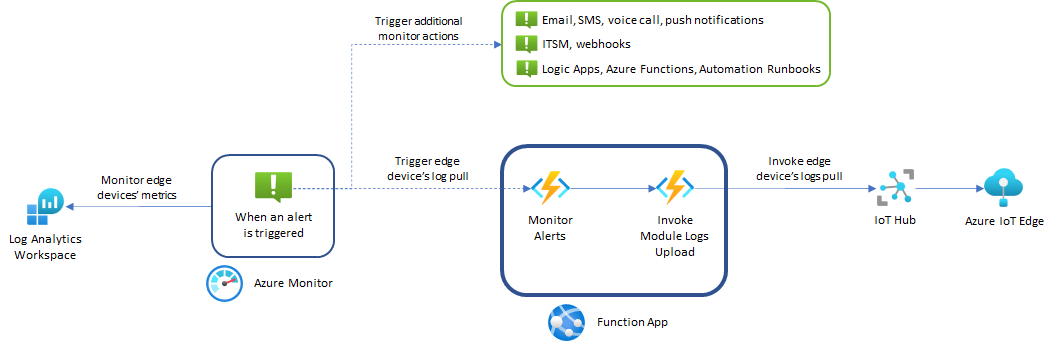 Trigger additional
monitor actions
Email, SMS, voice call, push notifications
ITSM, webhooks
Logic Apps, Azure Functions, Automation Runbooks
Monitor edge
devices' metrics
Log Analytics
Workspace
When an alert
is triggered
Azure Monitor
Trigger edge
device's log pull
Monitor
Alerts
Invoke
Module Logs
Upload
Function App
Invoke edge
device's logs pull
IoT Hub
Azure IoT Edge